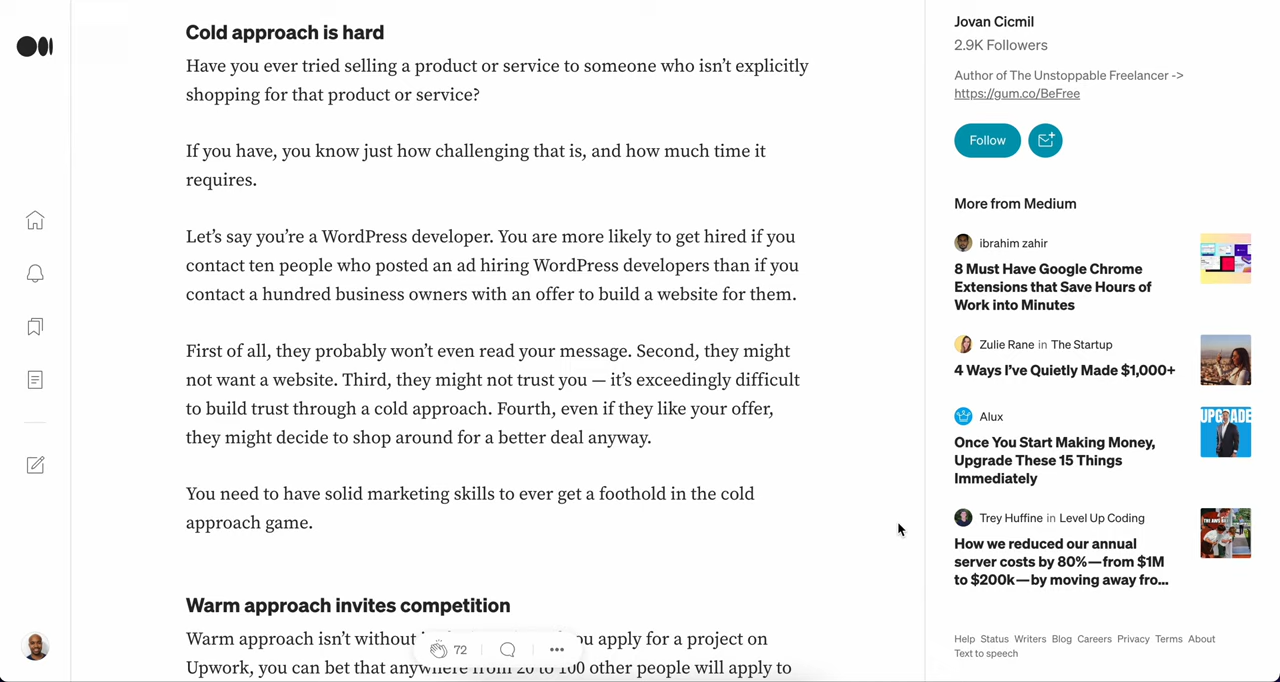 Cold approach is hard
Have you ever tried selling a product or service to someone who isn’t explicitly
shopping for that product or service?
If you have, you know just how challenging that is, and how much time it
requires.
Let’s say you’re a WordPress developer. You are more likely to get hired if you
contact ten people who posted an ad hiring WordPress developers than if you
contact a hundred business owners with an offer to build a website for them.
First of all, they probably won’t even read your message. Second, they might
not want a website. Third, they might not trust you — it’s exceedingly difficult
to build trust through a cold approach. Fourth, even if they like your offer,
they might decide to shop around for a better deal anyway.
You need to have solid marketing skills to ever get a foothold in the cold
approach game.
Warm approach invites competition
Warm approach isn’t without ou apply for a project on
Upwork, you can bet that anywhere from 20 to 100 other people will apply to
72
Jovan Cicmil
2.9K Followers
Author of The Unstoppable Freelancer ->
https://gum.co/BeFree
Follow
More from Medium
ibrahim zahir
8 Must Have Google Chrome
Extensions that Save Hours of
Work into Minutes
Zulie Rane in The Startup
4 Ways I’ve Quietly Made $1,000+
Alux
Once You Start Making Money,
Upgrade These 15 Things
Immediately
UPGRADE
Trey Huffine in Level Up Coding
How we reduced our annual
server costs by 80%—from $1M
to $200k—by moving away fro...
Help Status Writers Blog Careers Privacy Terms About
Text to speech